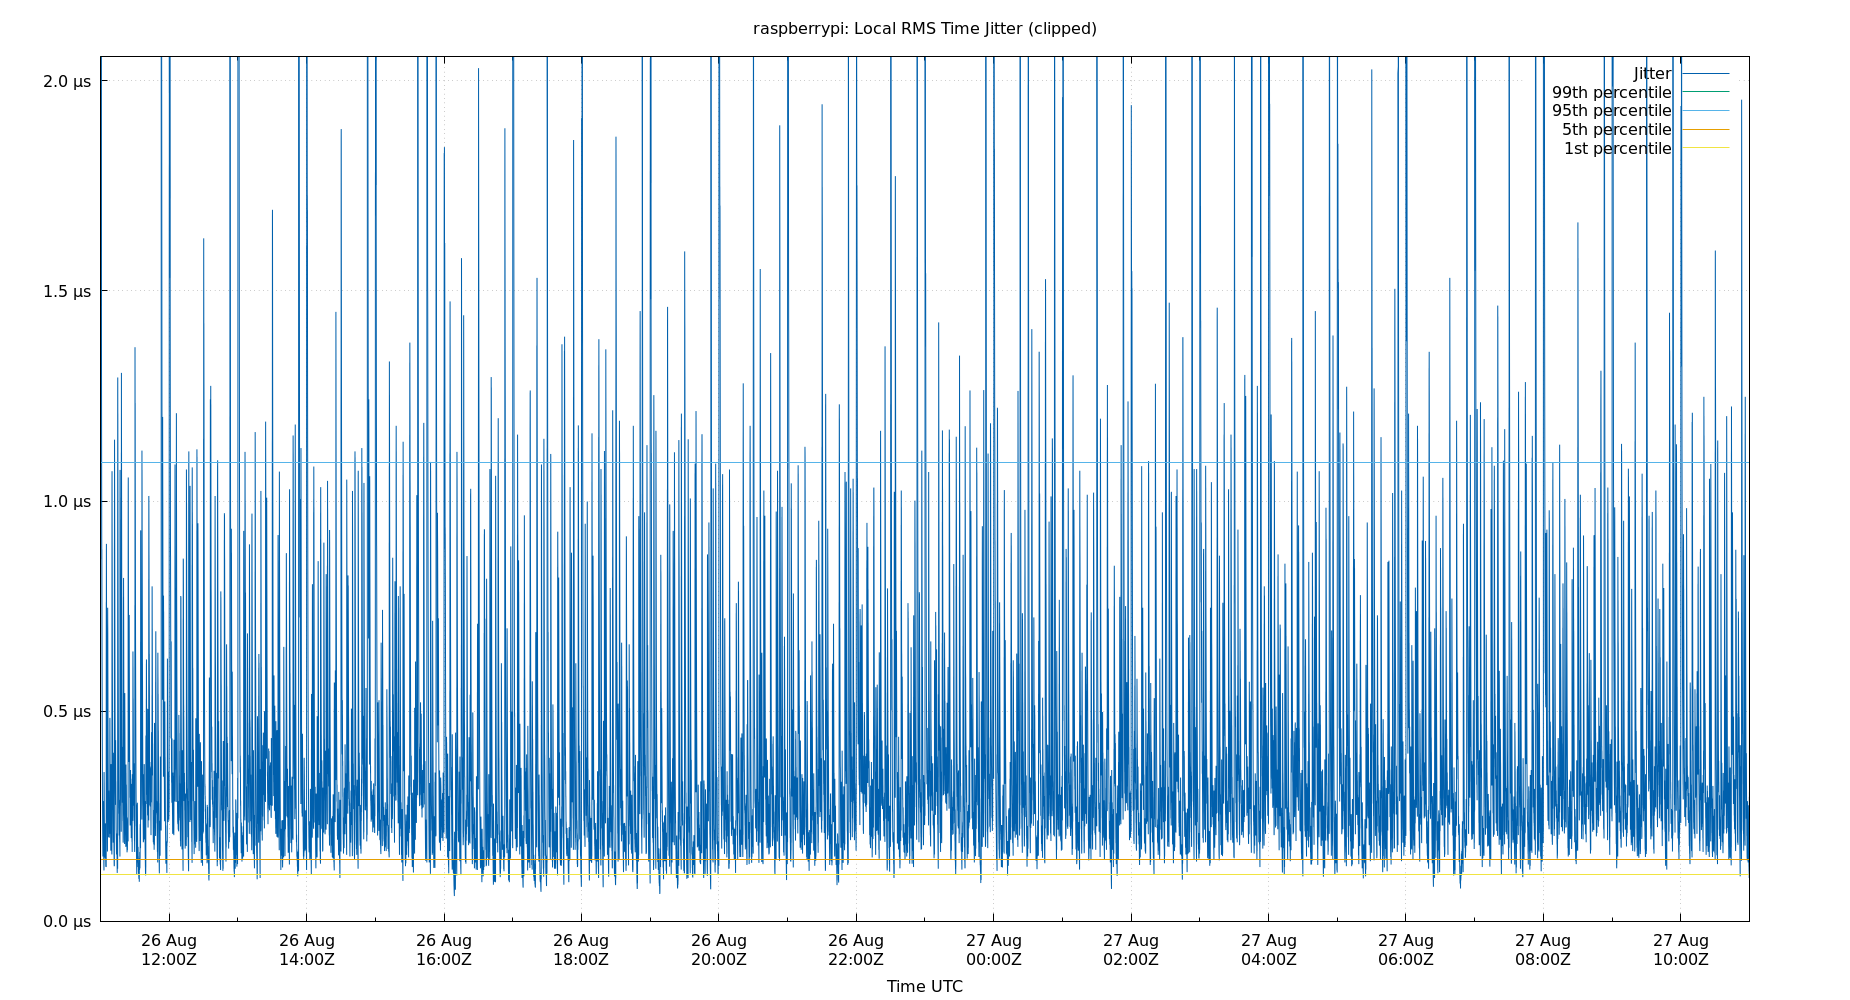 raspberrypi: Local RMS Time Jitter (clipped)
2.0 µs
1.5 µs
1.0 µs
0.5 µs
0.0 µs
Jitter
99th percentile
95th percentile
5th percentile
1st percentile
26 Aug 26 Aug 26 Aug 26 Aug 26 Aug 26 Aug 27 Aug 27 Aug 27 Aug 27 Aug 27 Aug 27 Aug
12:00Z 14:00Z 16:00Z 18:00Z 20:00Z 22:00Z 00:00Z 02:00Z 04:00Z 06:00Z 08:00Z 10:00Z
Time UTC